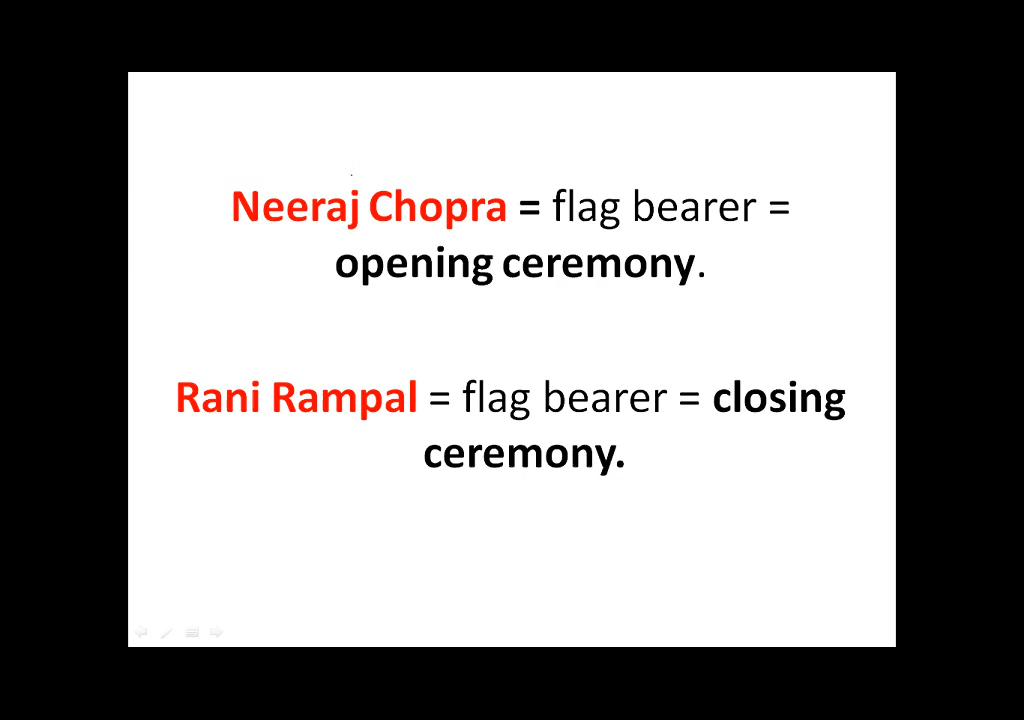 Neeraj Chopra = flag bearer =
opening ceremony.
Rani Rampal = flag bearer = closing
ceremony.